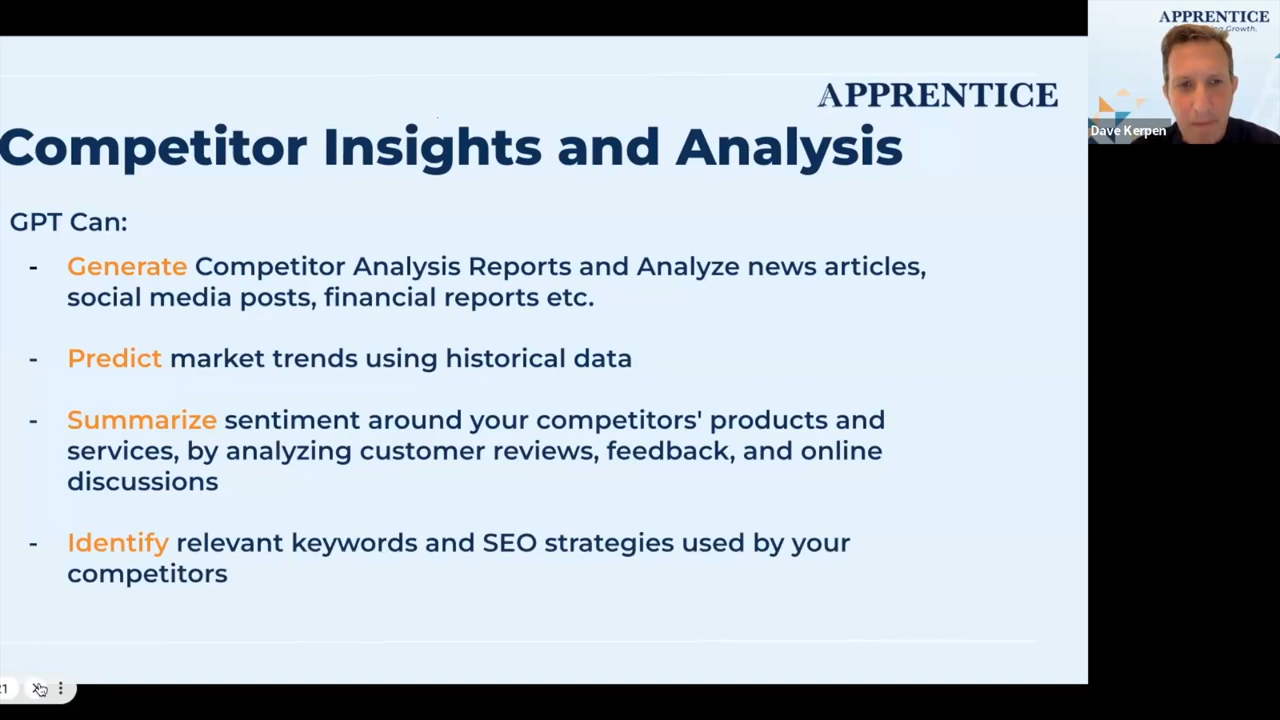 APPRENTICE
Competitor Insights and Analysis
GPT Can:
- Generate Competitor Analysis Reports and Analyze news articles,
social media posts, financial reports etc.
- Predict market trends using historical data
- Summarize sentiment around your competitors' products and
services, by analyzing customer reviews, feedback, and online
discussions
- Identify relevant keywords and SEO strategies used by your
competitors
21
APPRENTICE
Growth.
Dave Kerpen